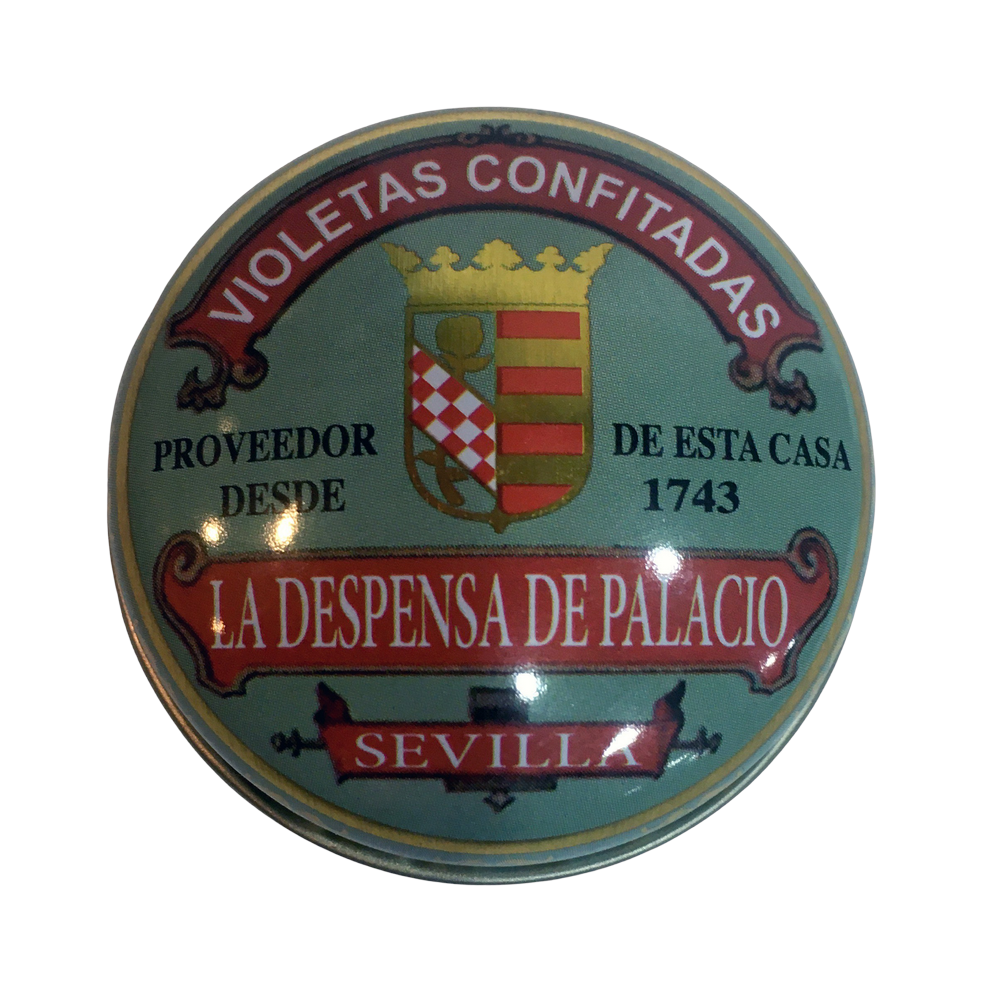 VIOLETAS CONFITADAS
PROVEEDOR DE ESTA CASA
DESDE 1743
LA DESPENSA DE PALACIO
SEVILLA